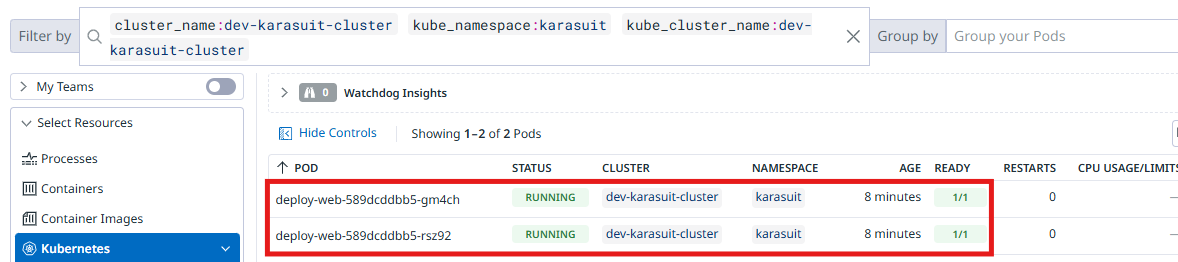 Filter by
cluster_name:dev-karasuit-cluster kube_namespace:karasuit kube_cluster_name:dev-
karasuit-cluster
Group by Group your Pods
My Teams
Select Resources
Processes
Containers
Container Images
Kubernetes
0 Watchdog Insights
Hide Controls Showing 1–2 of 2 Pods
POD STATUS CLUSTER NAMESPACE AGE READY RESTARTS CPU USAGE/LIMITS
deploy-web-589dcddbb5-gm4ch RUNNING dev-karasuit-cluster karasuit 8 minutes 1/1 0 —
deploy-web-589dcddbb5-rsz92 RUNNING dev-karasuit-cluster karasuit 8 minutes 1/1 0 —